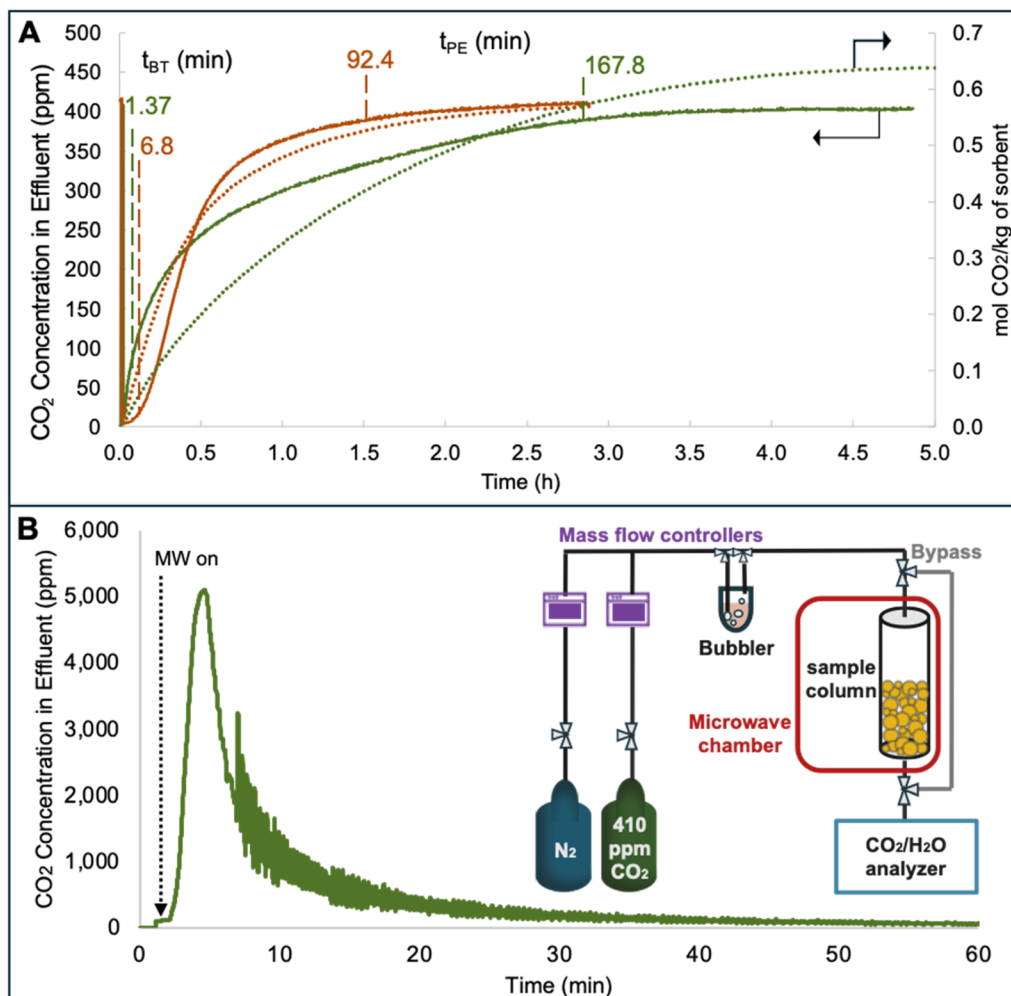 A
t_BT (min)
t_PE (min)
1.37
6.8
92.4
167.8
CO₂ Concentration in Effluent (ppm)
500
450
400
350
300
250
200
150
100
50
0
0.7
0.6
0.5
0.4
0.3
0.2
0.1
0.0
mol CO₂/kg of sorbent
0.0 0.5 1.0 1.5 2.0 2.5 3.0 3.5 4.0 4.5 5.0
Time (h)
B
CO₂ Concentration in Effluent (ppm)
6,000
5,000
4,000
3,000
2,000
1,000
0
MW on
Mass flow controllers
Bypass
Bubbler
sample
column
Microwave
chamber
N₂
410
ppm
CO₂
CO₂/H₂O
analyzer
0 10 20 30 40 50 60
Time (min)